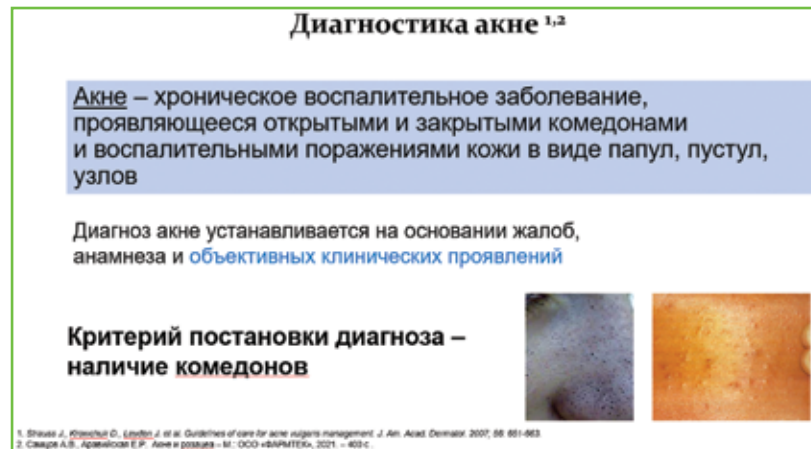 Диагностика акне 1,2
Акне – хроническое воспалительное заболевание,
проявляющееся открытыми и закрытыми комедонами
и воспалительными поражениями кожи в виде папул, пустул,
узлов
Диагноз акне устанавливается на основании жалоб,
анамнеза и объективных клинических проявлений
Критерий постановки диагноза –
наличие комедонов
1. Strauss J., Krowchuk D., Leyden J. et al. Guidelines of care for acne vulgaris management. J. Am. Acad. Dermatol. 2007; 56: 651-663.
2. Самцов А.В., Аравийская Е.Р. Акне и розацеа – М.: ООО «ФАРМТЕК», 2021. – 400 с.